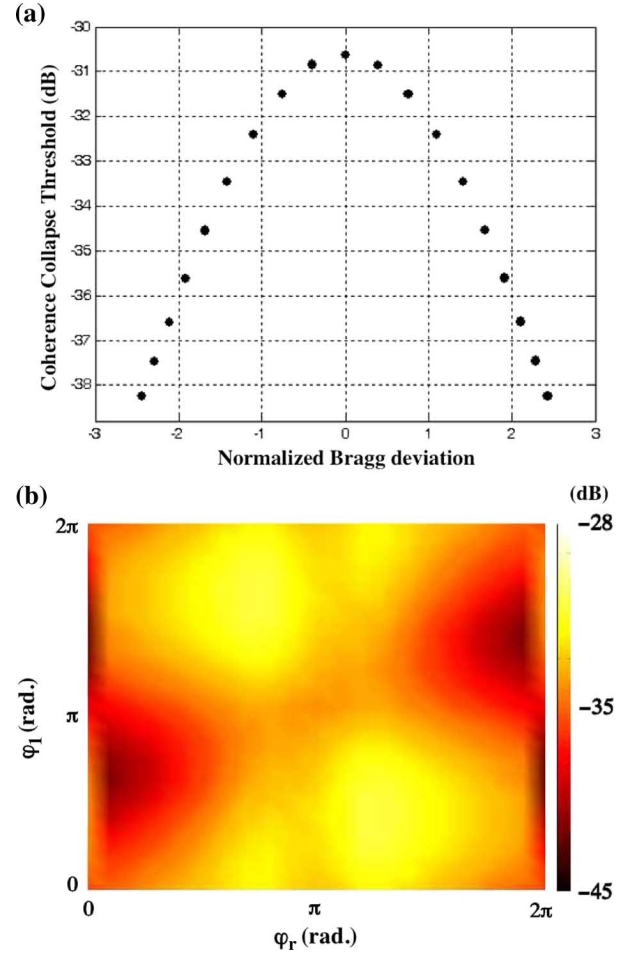 (a)
Coherence Collapse Threshold (dB)
-30
-31
-32
-33
-34
-35
-36
-37
-38
-3 -2 -1 0 1 2 3
Normalized Bragg deviation
(b)
(dB)
2π
π
0
φ1 (rad.)
0 π 2π
φr (rad.)
-28
-35
-45